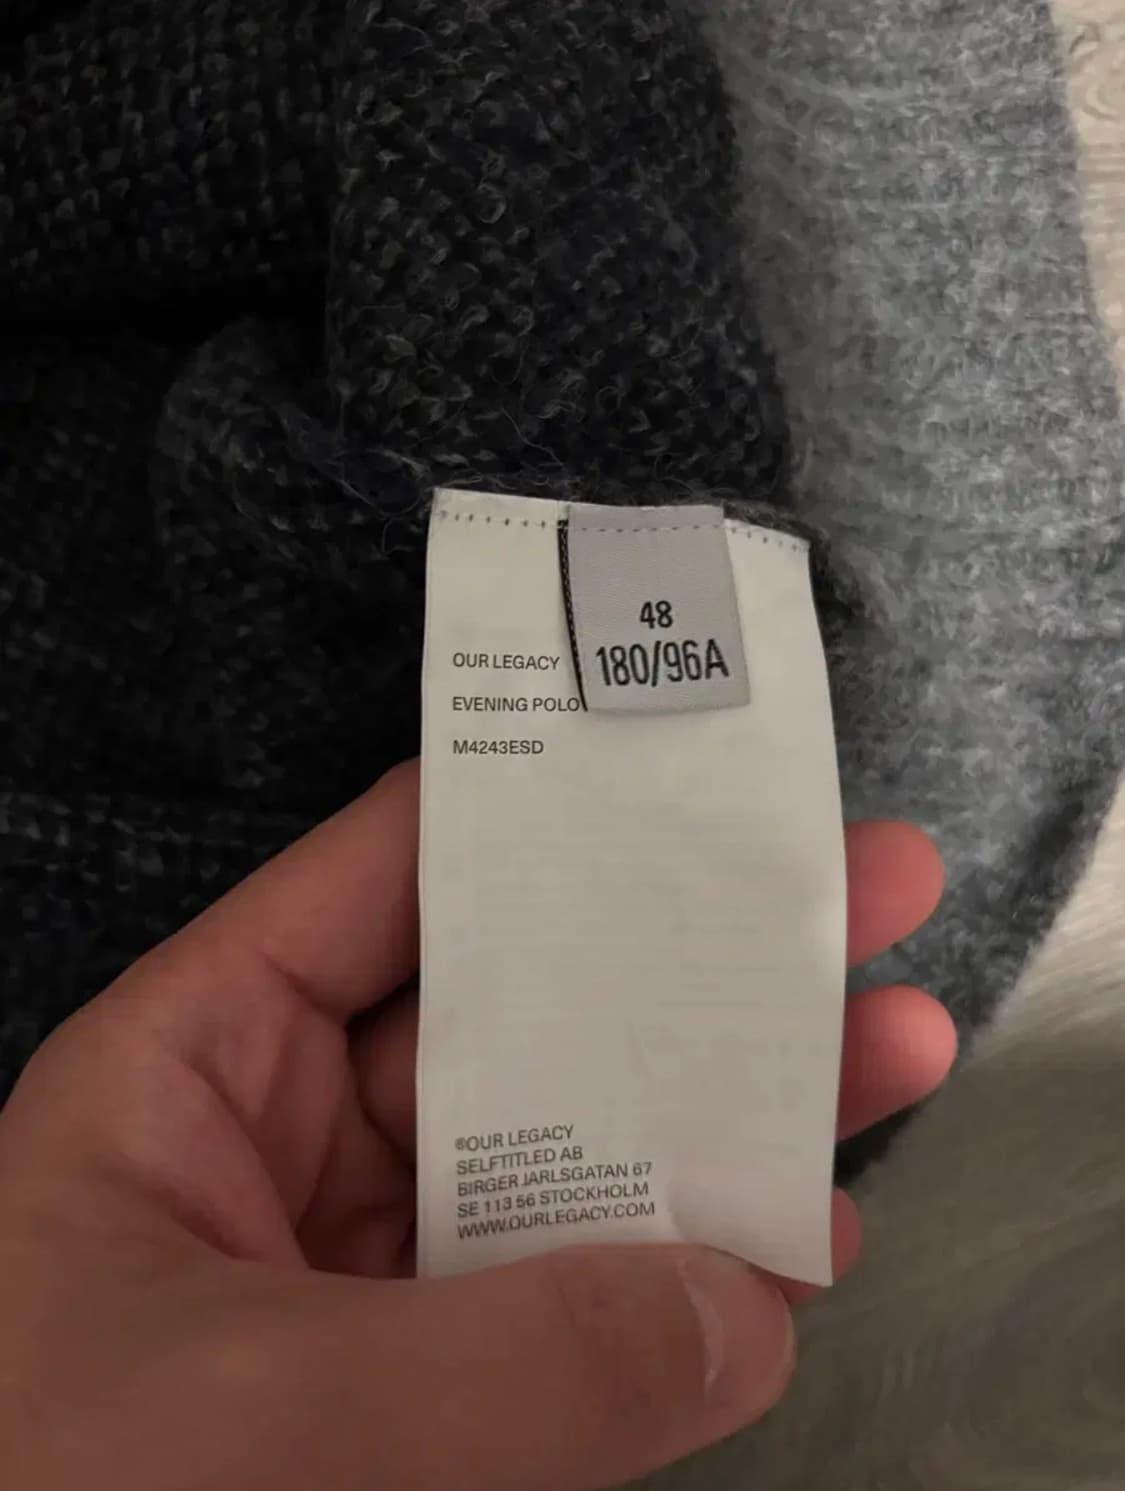 48
180/96A
OUR LEGACY
EVENING POLO
M4243ESD
®OUR LEGACY
SELFTITLED AB
BIRGER JARLSGATAN 67
SE 113 56 STOCKHOLM
WWW.OURLEGACY.COM